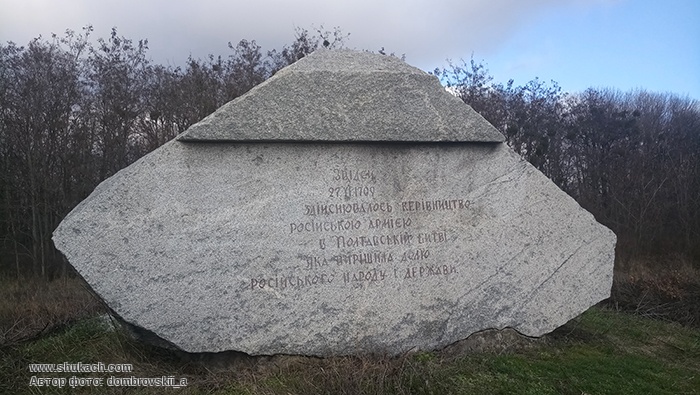 Звідси
27 VI 1709
здійснювалось керівництво
російською армією
в Полтавській битві,
яка вирішила долю
російського народу і держави.
www.shukach.com
Автор фото: dombrovskii_a